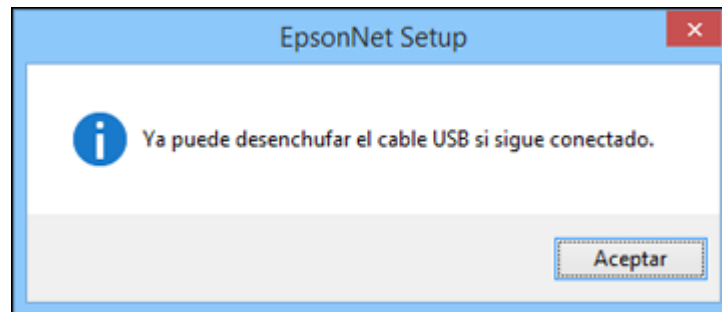 EpsonNet Setup
Ya puede desenchufar el cable USB si sigue conectado.
Aceptar